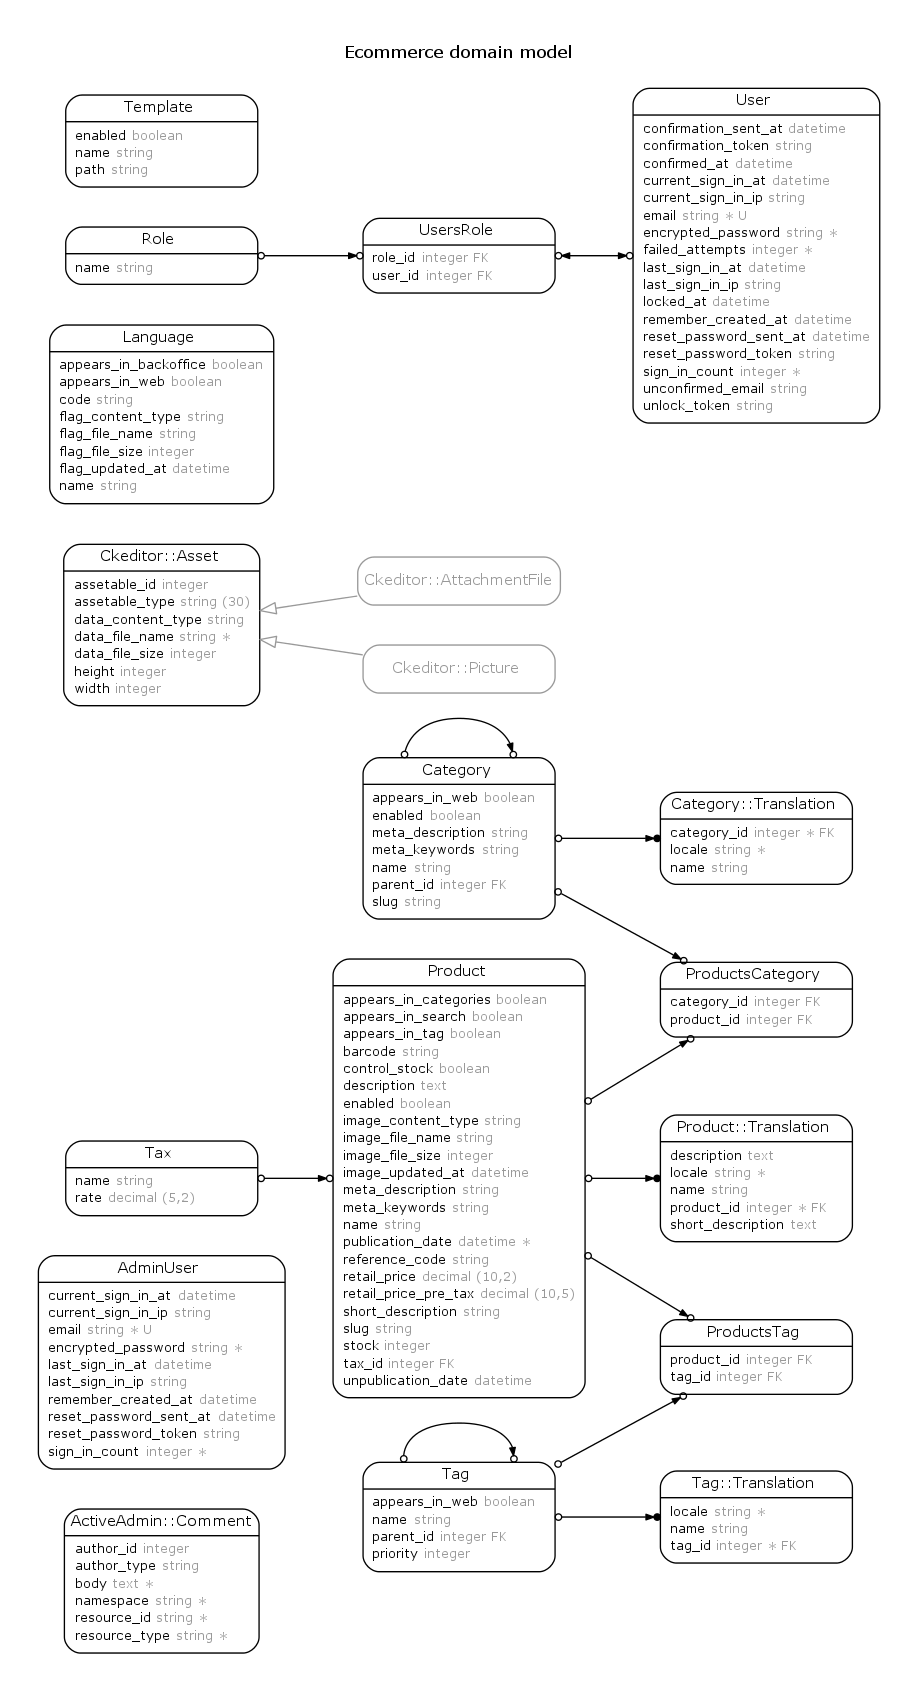 Ecommerce domain model
Template
enabled boolean
name string
path string
User
confirmation_sent_at datetime
confirmation_token string
confirmed_at datetime
current_sign_in_at datetime
current_sign_in_ip string
email string * U
encrypted_password string *
failed_attempts integer *
last_sign_in_at datetime
last_sign_in_ip string
locked_at datetime
remember_created_at datetime
reset_password_sent_at datetime
reset_password_token string
sign_in_count integer *
unconfirmed_email string
unlock_token string
Role
name string
UsersRole
role_id integer FK
user_id integer FK
Language
appears_in_backoffice boolean
appears_in_web boolean
code string
flag_content_type string
flag_file_name string
flag_file_size integer
flag_updated_at datetime
name string
Ckeditor::Asset
assetable_id integer
assetable_type string (30)
data_content_type string
data_file_name string *
data_file_size integer
height integer
width integer
Ckeditor::AttachmentFile
Ckeditor::Picture
Category
appears_in_web boolean
enabled boolean
meta_description string
meta_keywords string
name string
parent_id integer FK
slug string
Category::Translation
category_id integer * FK
locale string *
name string
ProductsCategory
category_id integer FK
product_id integer FK
Product
appears_in_categories boolean
appears_in_search boolean
appears_in_tag boolean
barcode string
control_stock boolean
description text
enabled boolean
image_content_type string
image_file_name string
image_file_size integer
image_updated_at datetime
meta_description string
meta_keywords string
name string
publication_date datetime *
reference_code string
retail_price decimal (10,2)
retail_price_pre_tax decimal (10,5)
short_description string
slug string
stock integer
tax_id integer FK
unpublication_date datetime
Product::Translation
description text
locale string *
name string
product_id integer * FK
short_description text
Tax
name string
rate decimal (5,2)
AdminUser
current_sign_in_at datetime
current_sign_in_ip string
email string * U
encrypted_password string *
last_sign_in_at datetime
last_sign_in_ip string
remember_created_at datetime
reset_password_sent_at datetime
reset_password_token string
sign_in_count integer *
ProductsTag
product_id integer FK
tag_id integer FK
Tag
appears_in_web boolean
name string
parent_id integer FK
priority integer
Tag::Translation
locale string *
name string
tag_id integer * FK
ActiveAdmin::Comment
author_id integer
author_type string
body text *
namespace string *
resource_id string *
resource_type string *